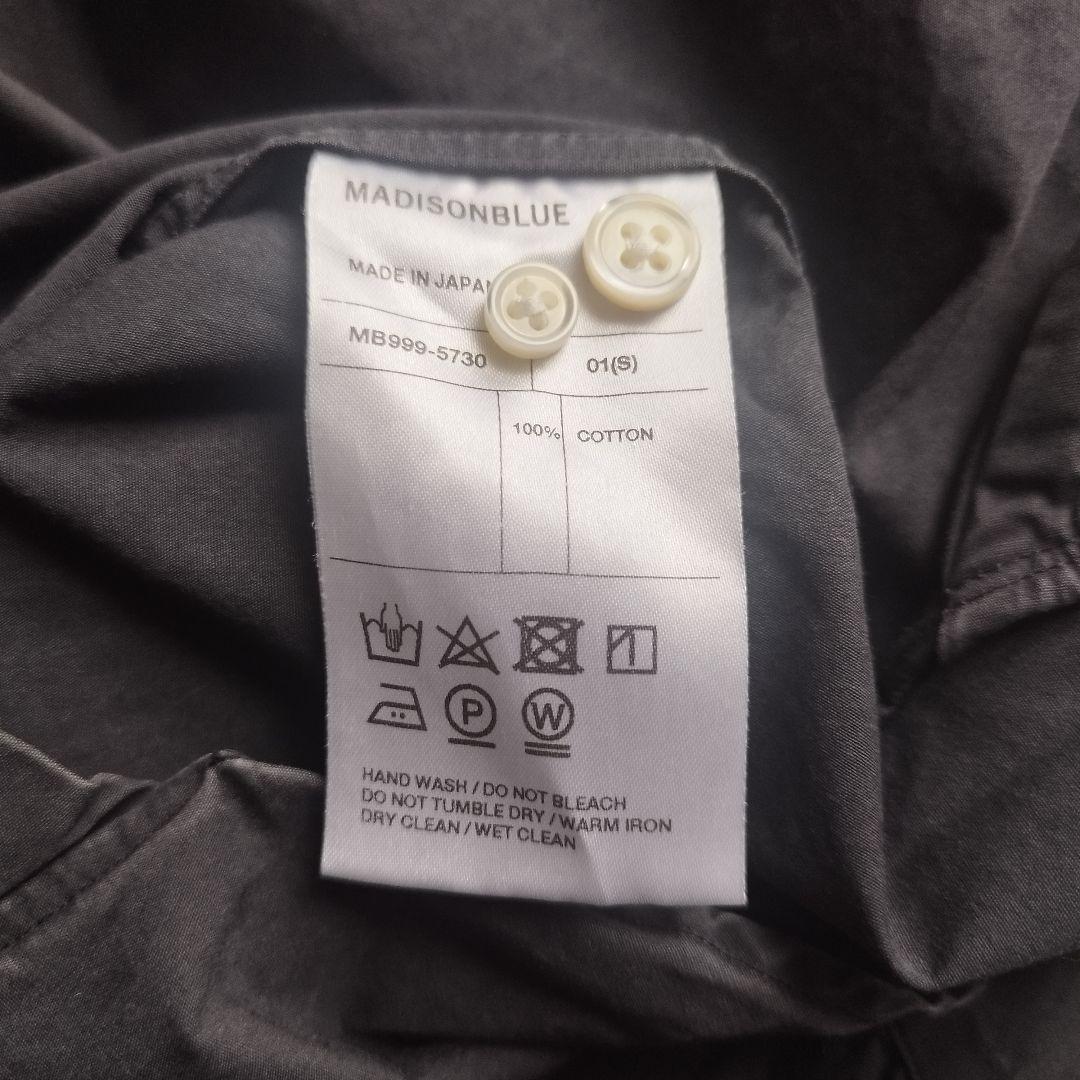 MADISONBLUE
MADE IN JAPAN
MB999-5730 01(S)
100% COTTON
P W
HAND WASH / DO NOT BLEACH
DO NOT TUMBLE DRY / WARM IRON
DRY CLEAN / WET CLEAN